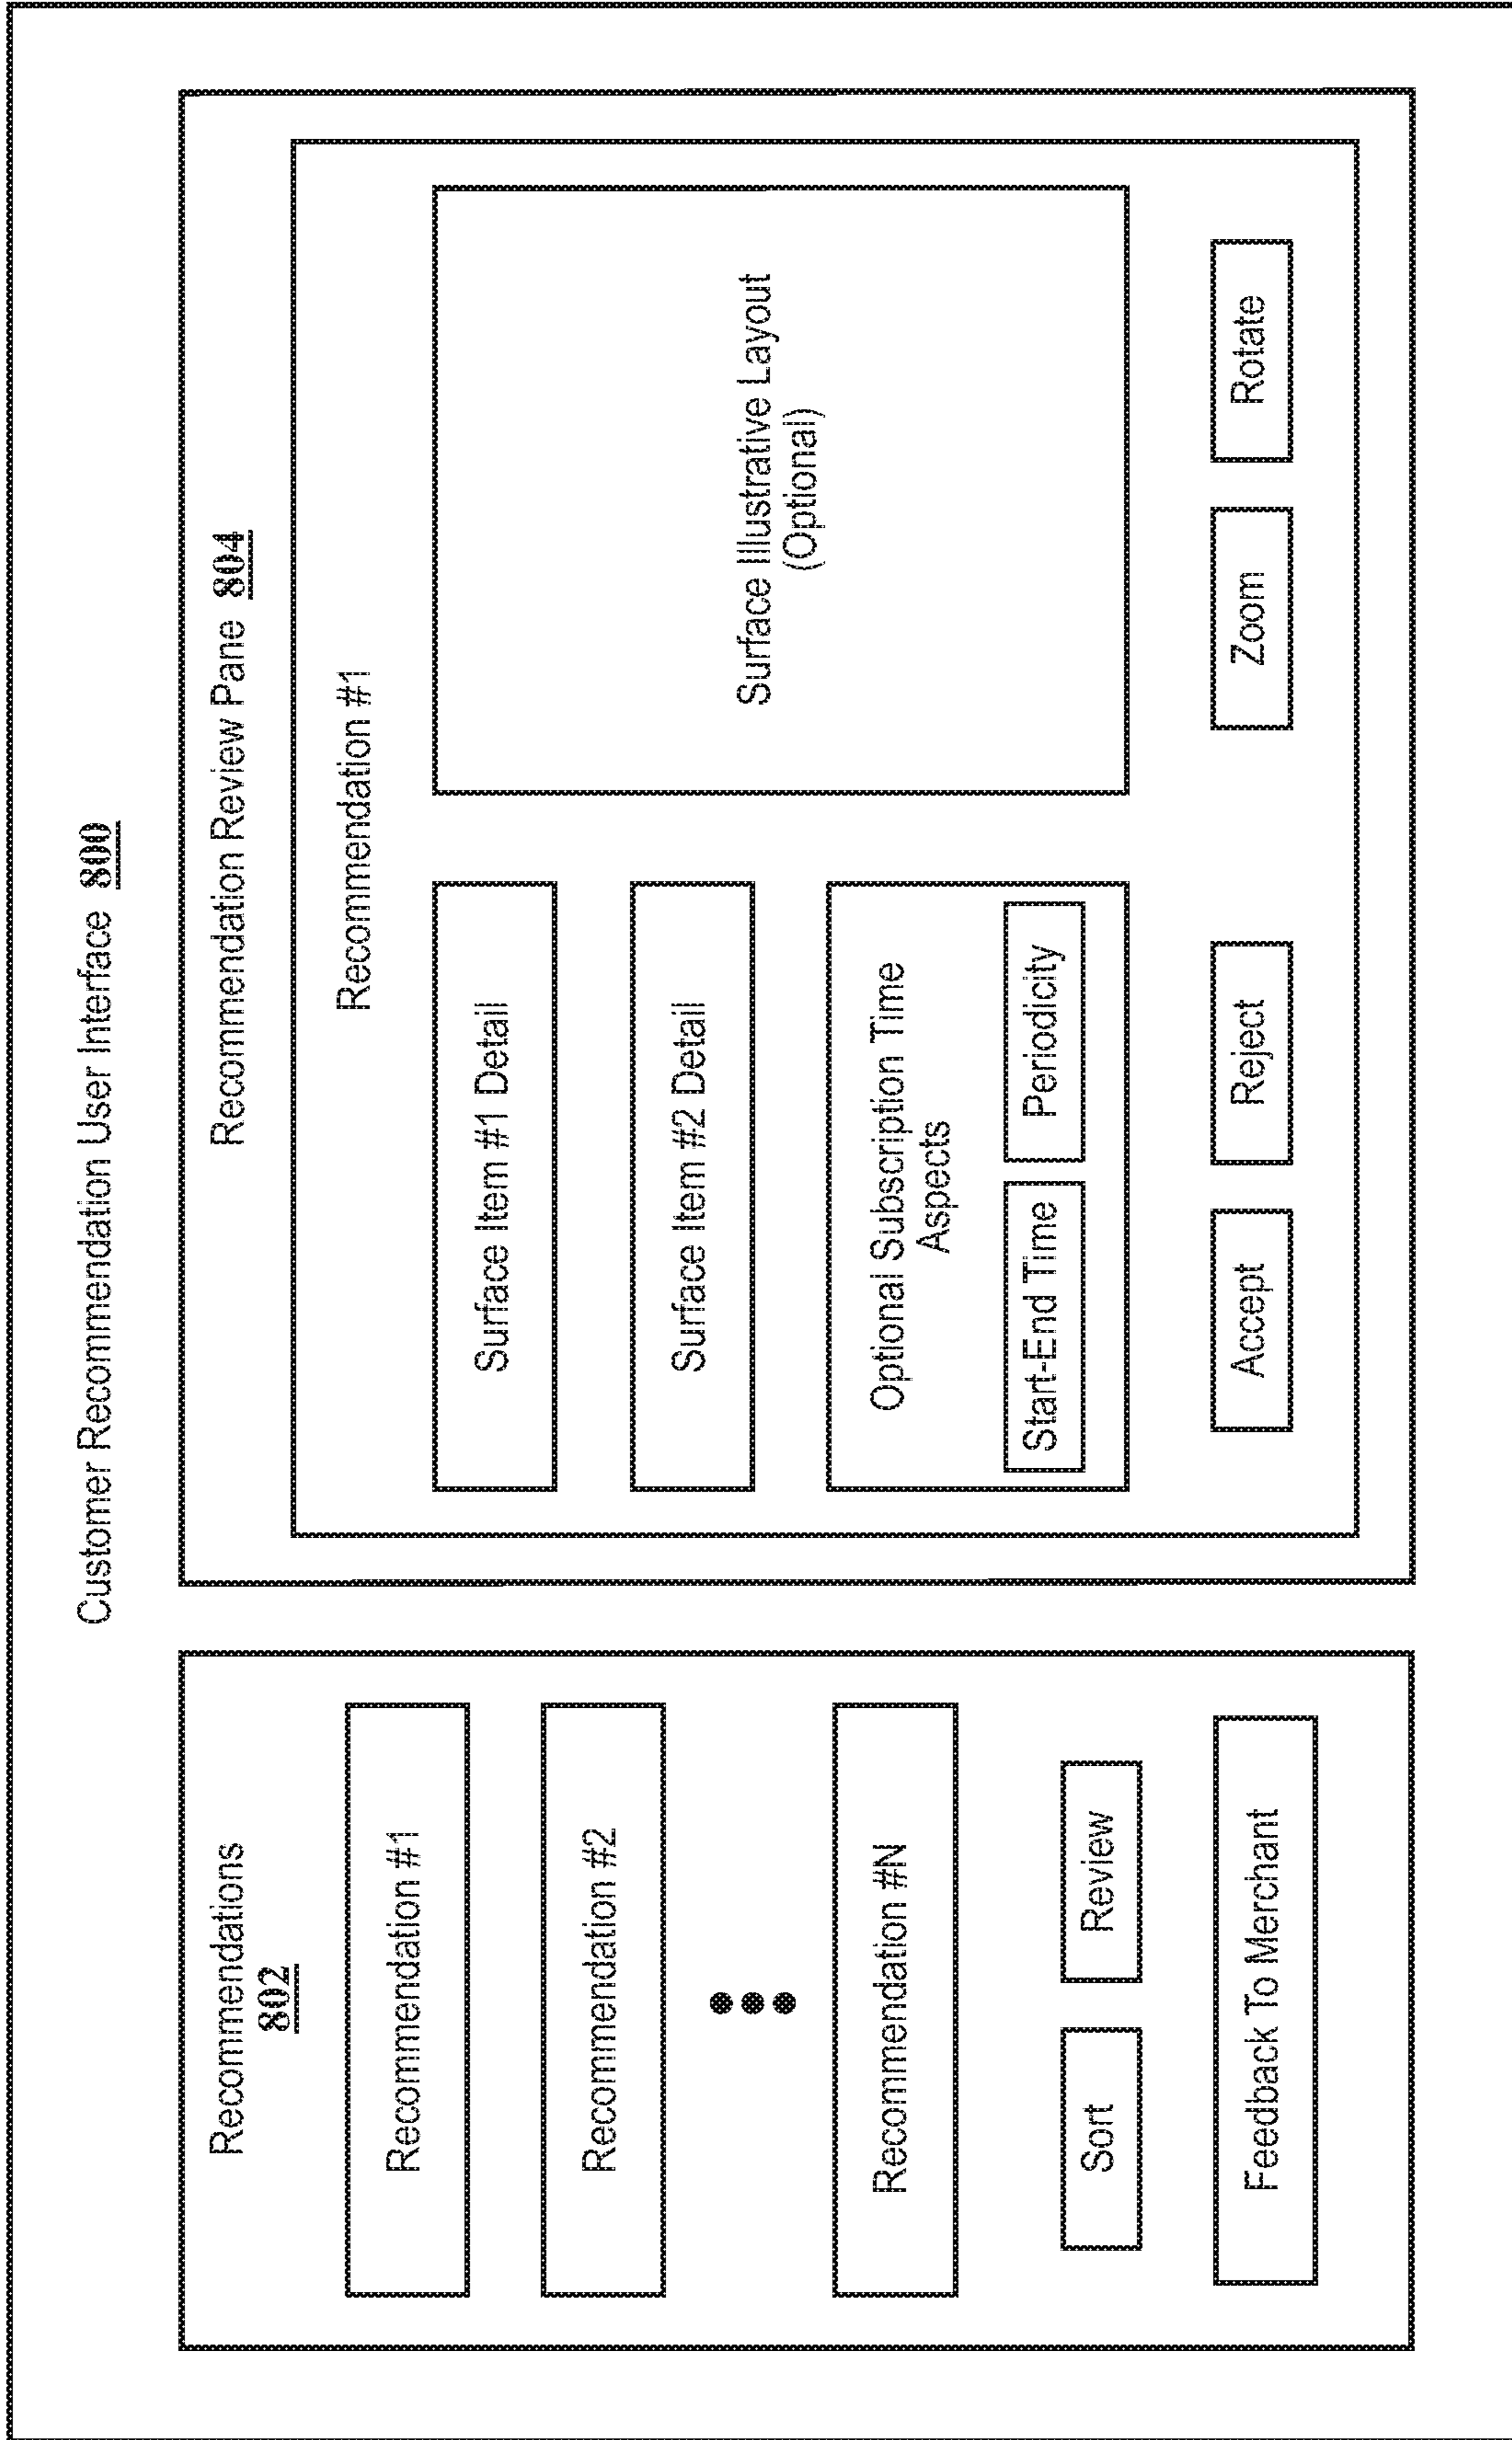 Customer Recommendation User Interface 800
Recommendations
802
Recommendation #1
Recommendation #2
Recommendation #N
Sort
Review
Feedback To Merchant
Recommendation Review Pane 804
Recommendation #1
Surface Item #1 Detail
Surface Item #2 Detail
Optional Subscription Time
Aspects
Start-End Time
Periodicity
Surface Illustrative Layout
(Optional)
Accept
Reject
Zoom
Rotate